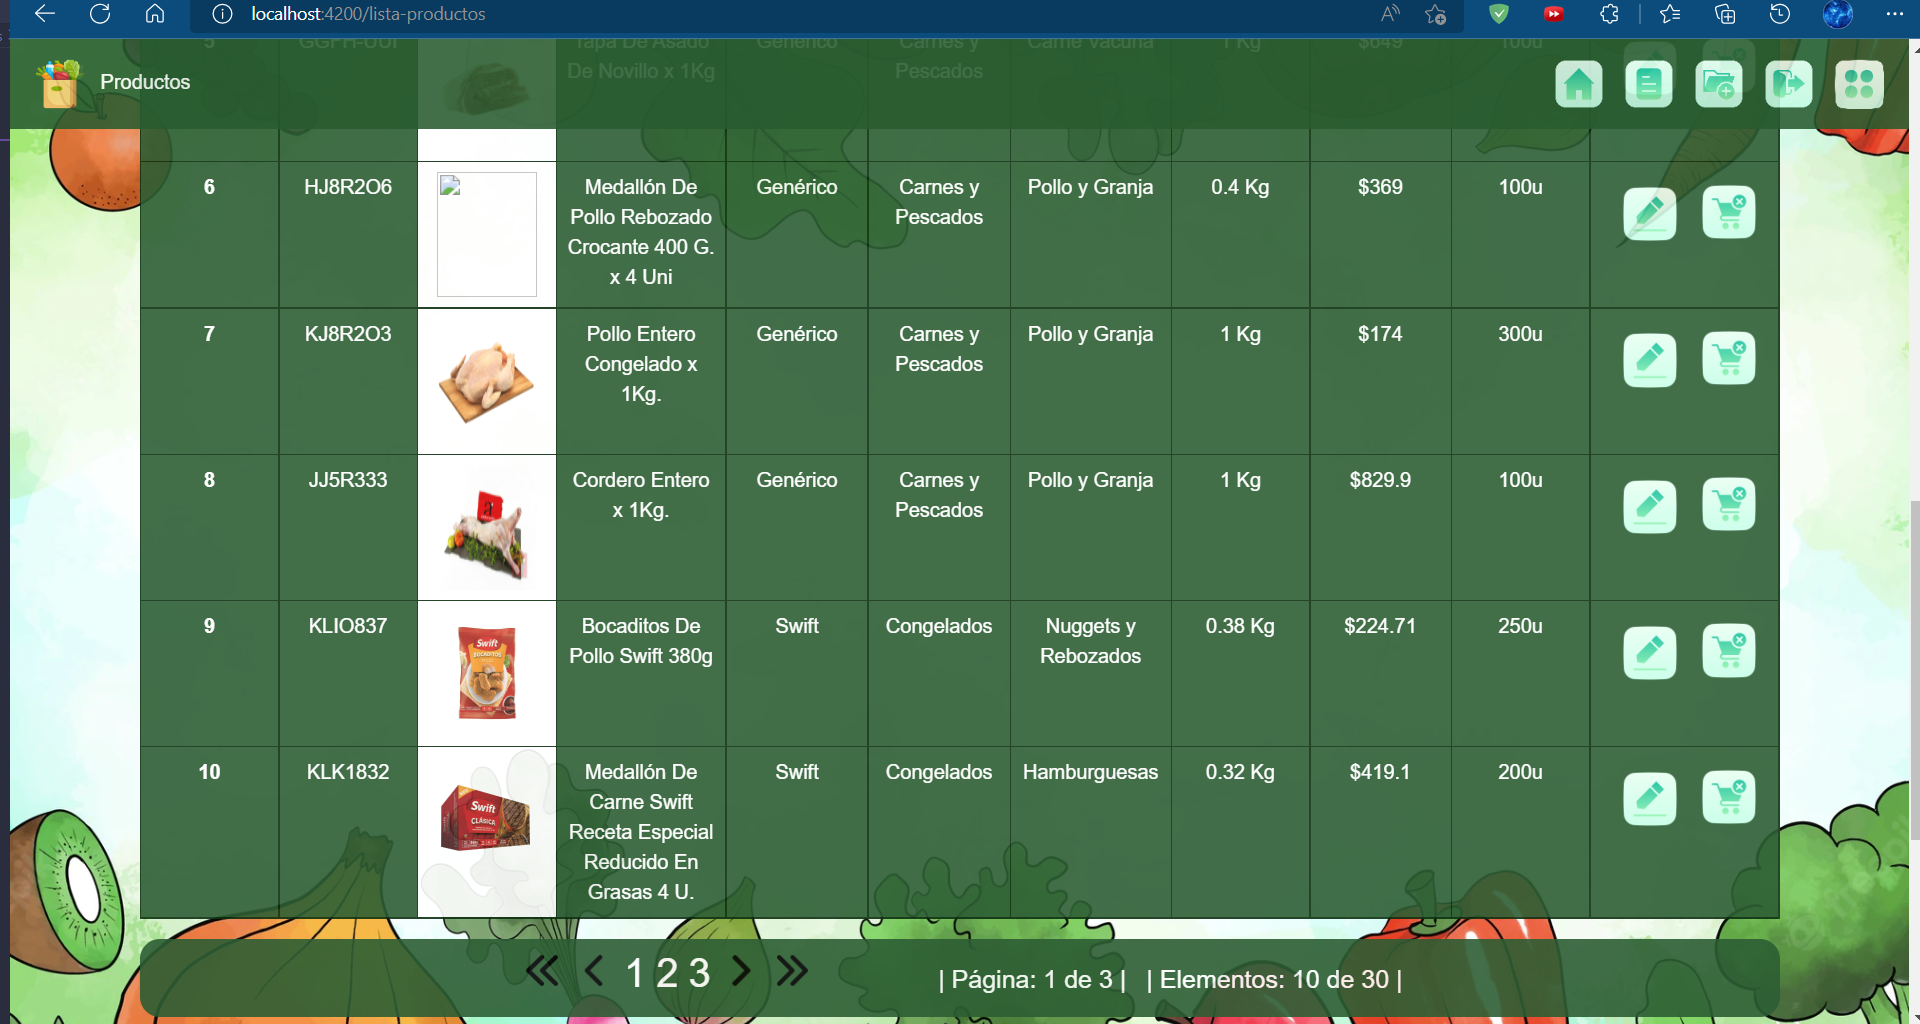 localhost:4200/lista-productos
Productos
5 GGPH-UUI Tapa De Asado De Novillo x 1Kg Genérico Carnes y Pescados Carne Vacuna 1 Kg $649 100u
6 HJ8R2O6 Medallón De Pollo Rebozado Crocante 400 G. x 4 Uni Genérico Carnes y Pescados Pollo y Granja 0.4 Kg $369 100u
7 KJ8R2O3 Pollo Entero Congelado x 1Kg. Genérico Carnes y Pescados Pollo y Granja 1 Kg $174 300u
8 JJ5R333 Cordero Entero x 1Kg. Genérico Carnes y Pescados Pollo y Granja 1 Kg $829.9 100u
9 KLIO837 Swift BOCADITOS Bocaditos De Pollo Swift 380g Swift Congelados Nuggets y Rebozados 0.38 Kg $224.71 250u
10 KLK1832 Swift CLÁSICA Medallón De Carne Swift Receta Especial Reducido En Grasas 4 U. Swift Congelados Hamburguesas 0.32 Kg $419.1 200u
1 2 3
| Página: 1 de 3 | | Elementos: 10 de 30 |